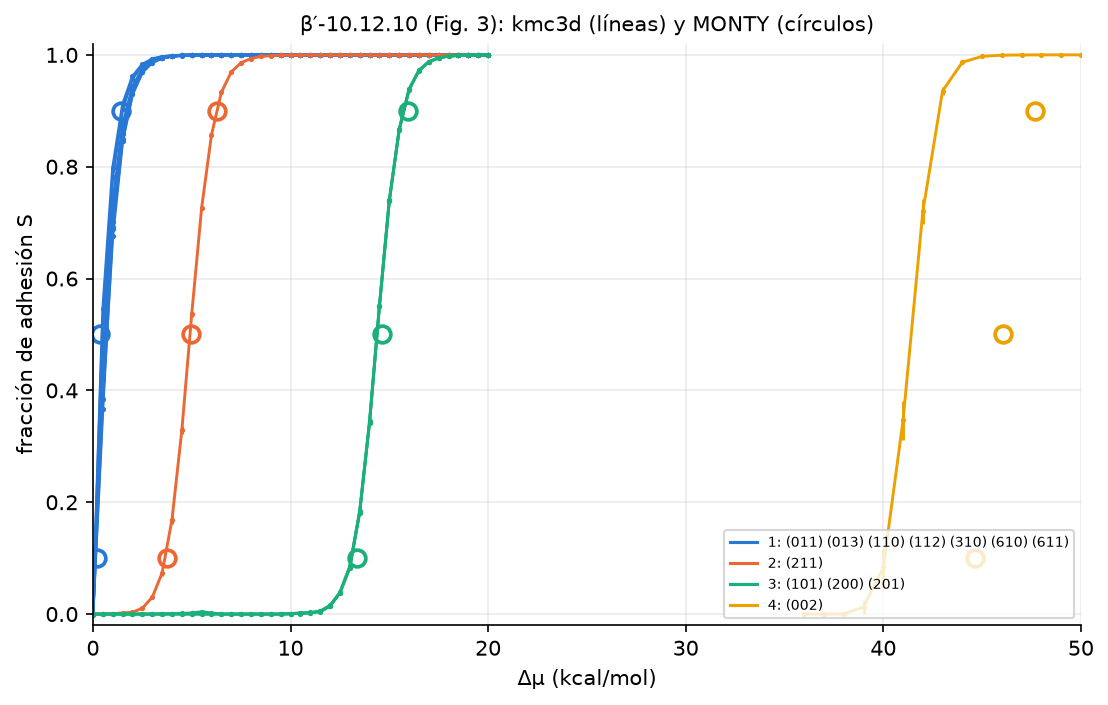 β′-10.12.10 (Fig. 3): kmc3d (líneas) y MONTY (círculos)
fracción de adhesión S
1.0
0.8
0.6
0.4
0.2
0.0
1: (011) (013) (110) (112) (310) (610) (611)
2: (211)
3: (101) (200) (201)
4: (002)
0 10 20 30 40 50
Δμ (kcal/mol)